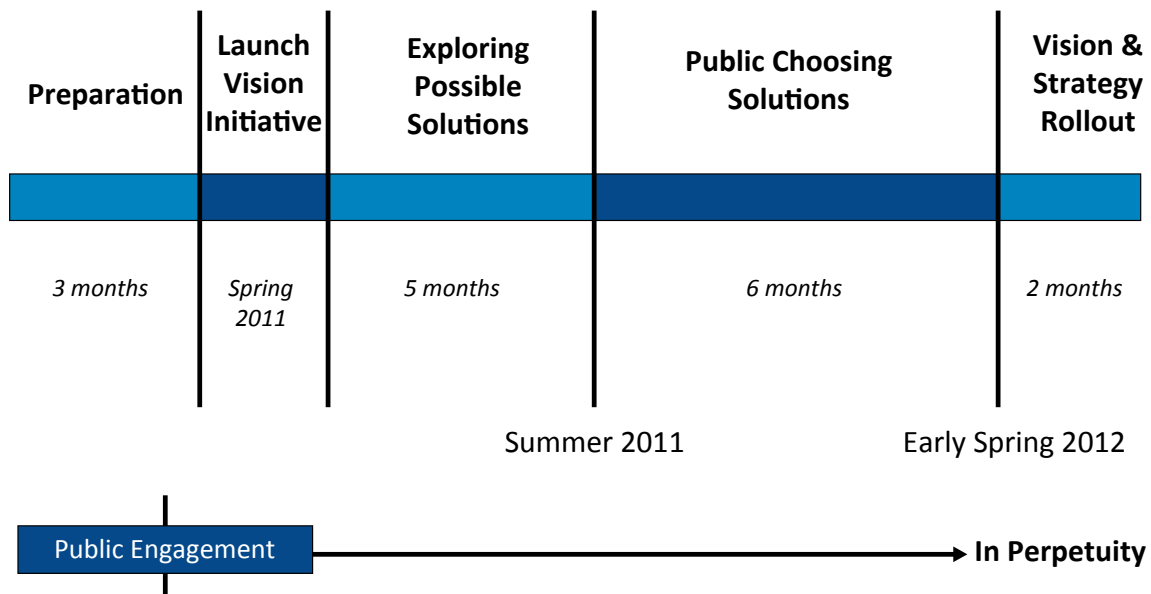 Preparation
Launch
Vision
Initiative
Exploring
Possible
Solutions
Public Choosing
Solutions
Vision &
Strategy
Rollout
3 months
Spring
2011
5 months
6 months
2 months
Summer 2011
Early Spring 2012
Public Engagement
In Perpetuity